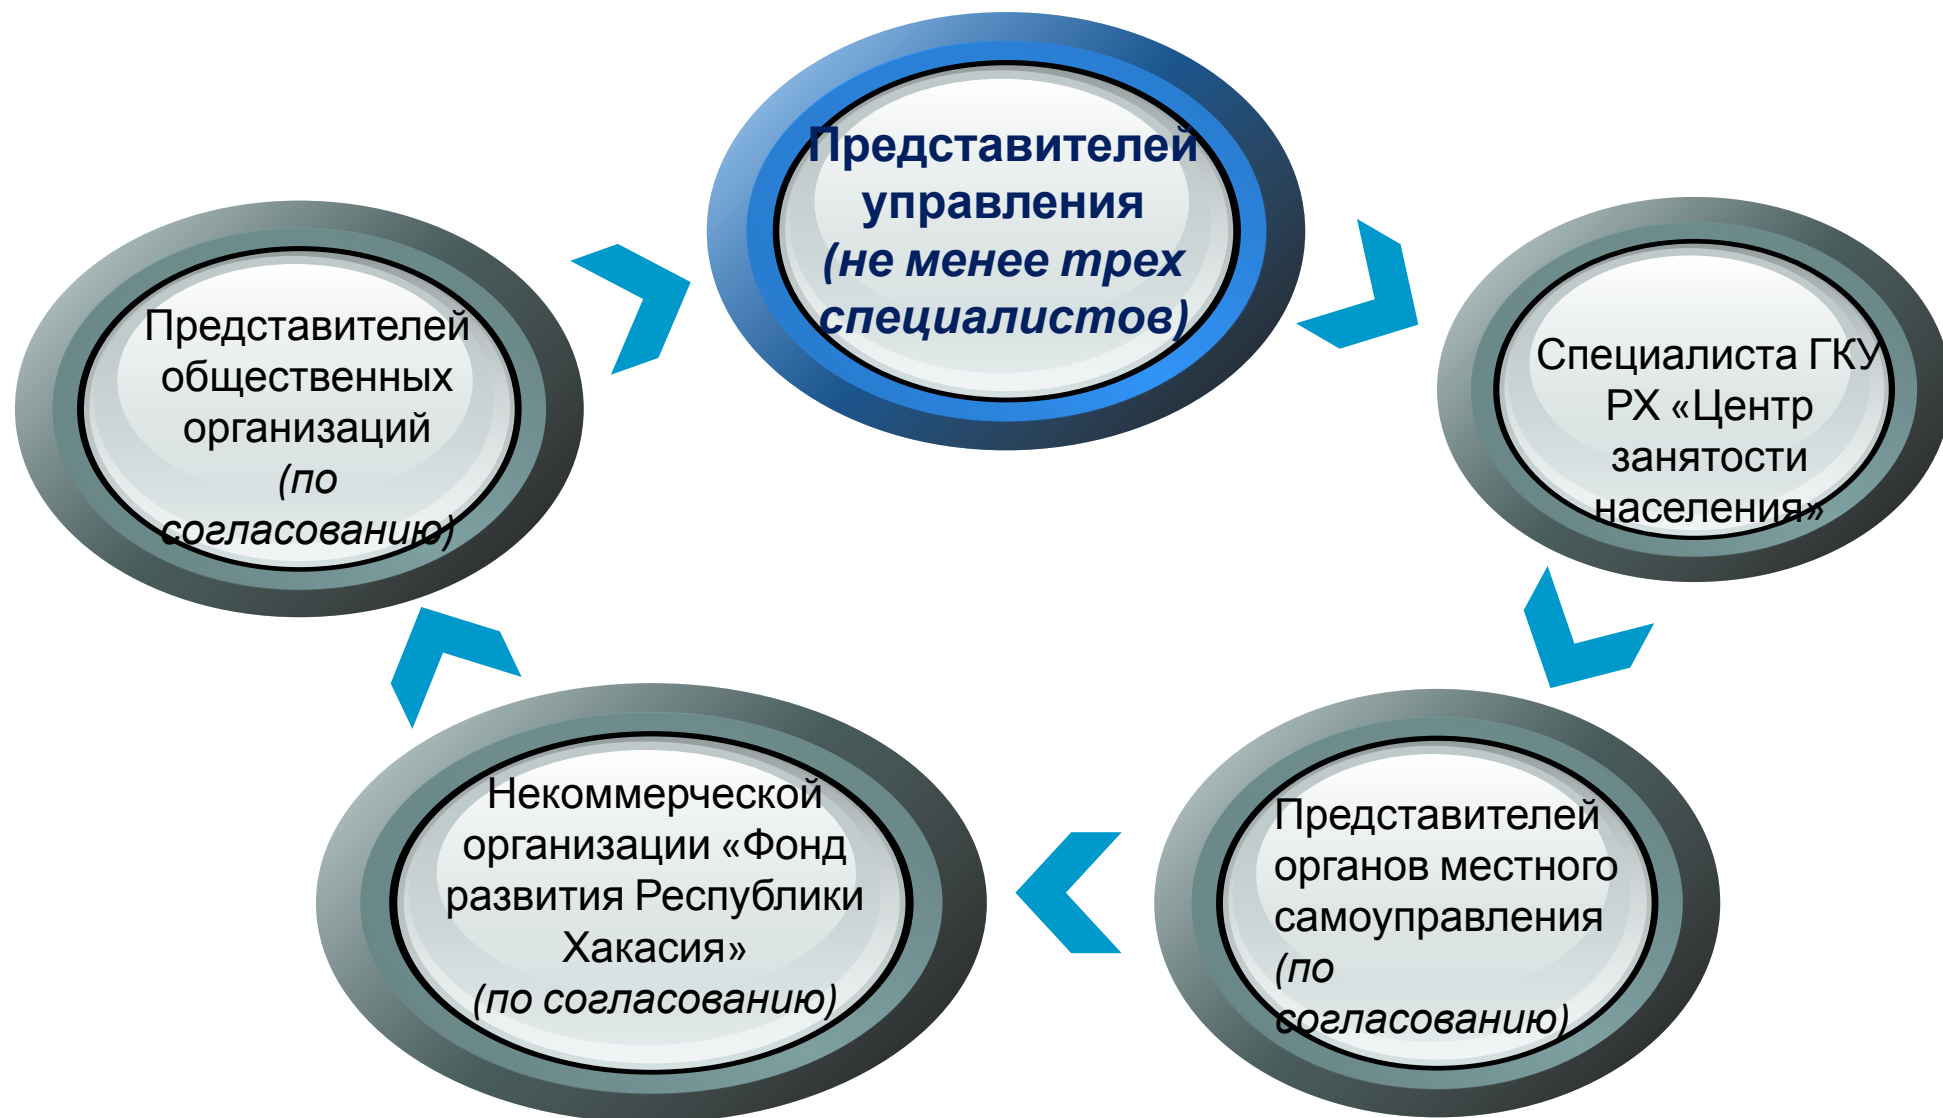 Представителей
управления
(не менее трех
специалистов)
Специалиста ГКУ
РХ «Центр
занятости
населения»
Представителей
органов местного
самоуправления
(по
согласованию)
Некоммерческой
организации «Фонд
развития Республики
Хакасия»
(по согласованию)
Представителей
общественных
организаций
(по
согласованию)